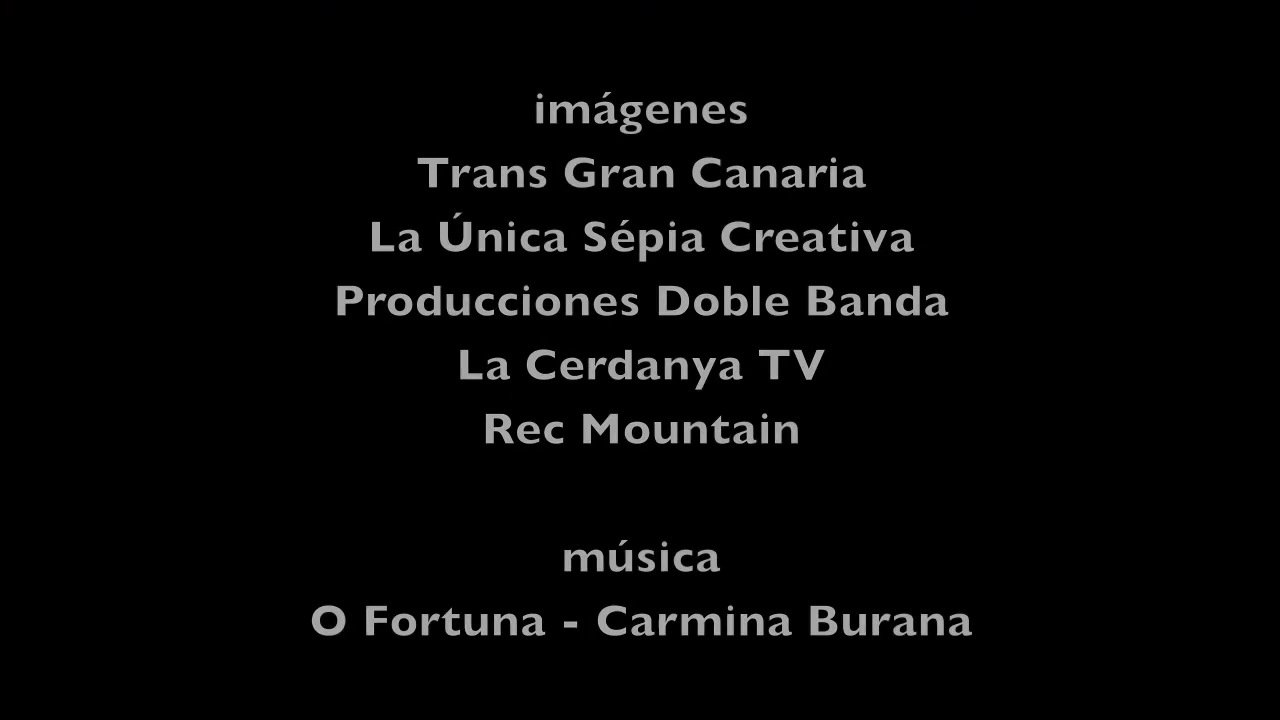 imágenes
Trans Gran Canaria
La Única Sépia Creativa
Producciones Doble Banda
La Cerdanya TV
Rec Mountain
música
O Fortuna - Carmina Burana